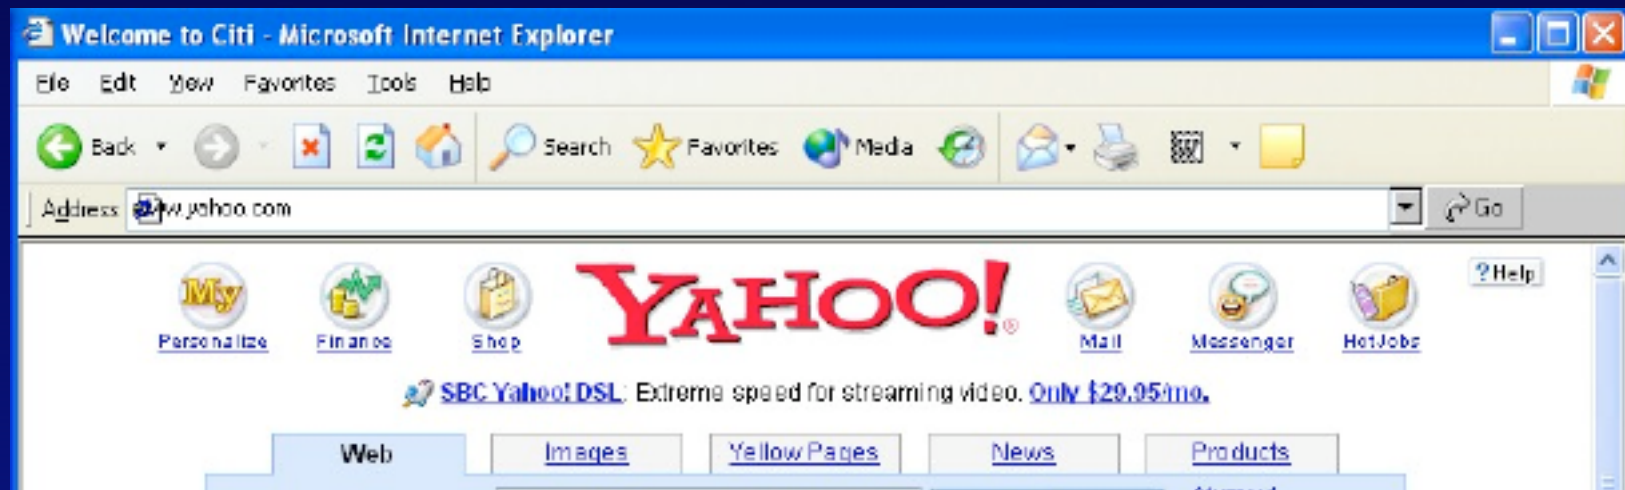 Welcome to Citi - Microsoft Internet Explorer
File Edit View Favorites Tools Help
Back Search Favorites Media
Address www.yahoo.com Go
My YAHOO! ® ?Help
Personalize Finance Shop Mail Messenger HotJobs
SBC Yahoo! DSL: Extreme speed for streaming video. Only $29.95/mo.
Web Images Yellow Pages News Products